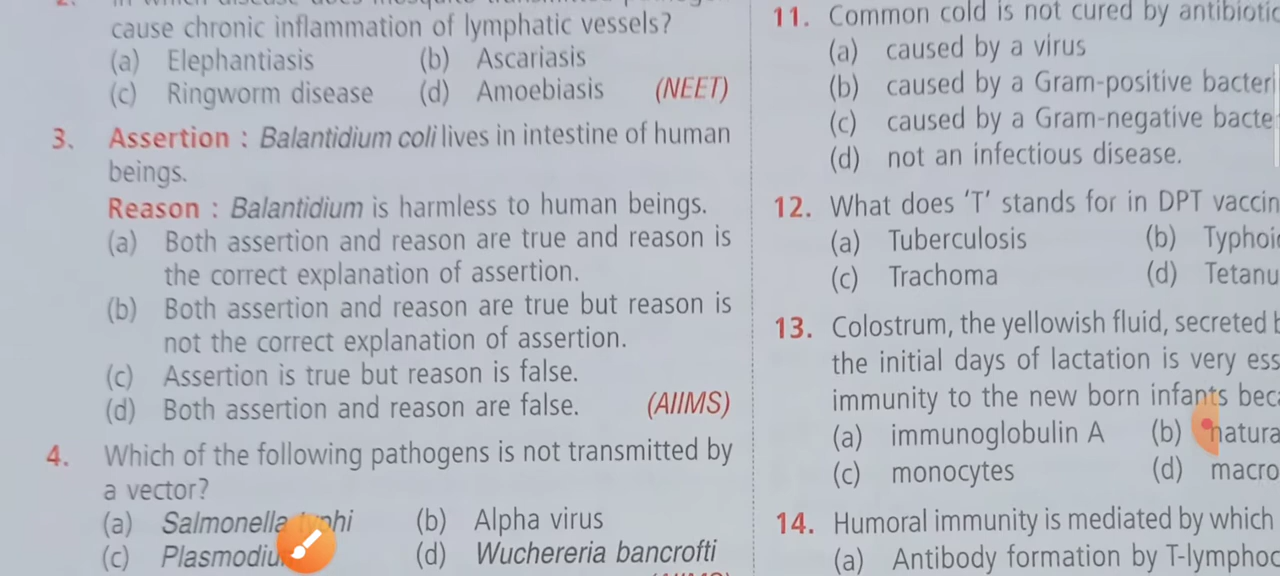 2.
cause chronic inflammation of lymphatic vessels?
(a) Elephantiasis (b) Ascariasis
(c) Ringworm disease (d) Amoebiasis (NEET)
3. Assertion : Balantidium coli lives in intestine of human
beings.
Reason : Balantidium is harmless to human beings.
(a) Both assertion and reason are true and reason is
the correct explanation of assertion.
(b) Both assertion and reason are true but reason is
not the correct explanation of assertion.
(c) Assertion is true but reason is false.
(d) Both assertion and reason are false. (AIIMS)
4. Which of the following pathogens is not transmitted by
a vector?
(a) Salmonella (b) Alpha virus
(c) Plasmodiu (d) Wuchereria bancrofti
11. Common cold is not cured by antibiotic
(a) caused by a virus
(b) caused by a Gram-positive bacteri
(c) caused by a Gram-negative bacte
(d) not an infectious disease.
12. What does ‘T’ stands for in DPT vaccin
(a) Tuberculosis (b) Typhoi
(c) Trachoma (d) Tetanu
13. Colostrum, the yellowish fluid, secreted
the initial days of lactation is very ess
immunity to the new born infants bec
(a) immunoglobulin A (b) natura
(c) monocytes (d) macro
14. Humoral immunity is mediated by which
(a) Antibody formation by T-lymphoc